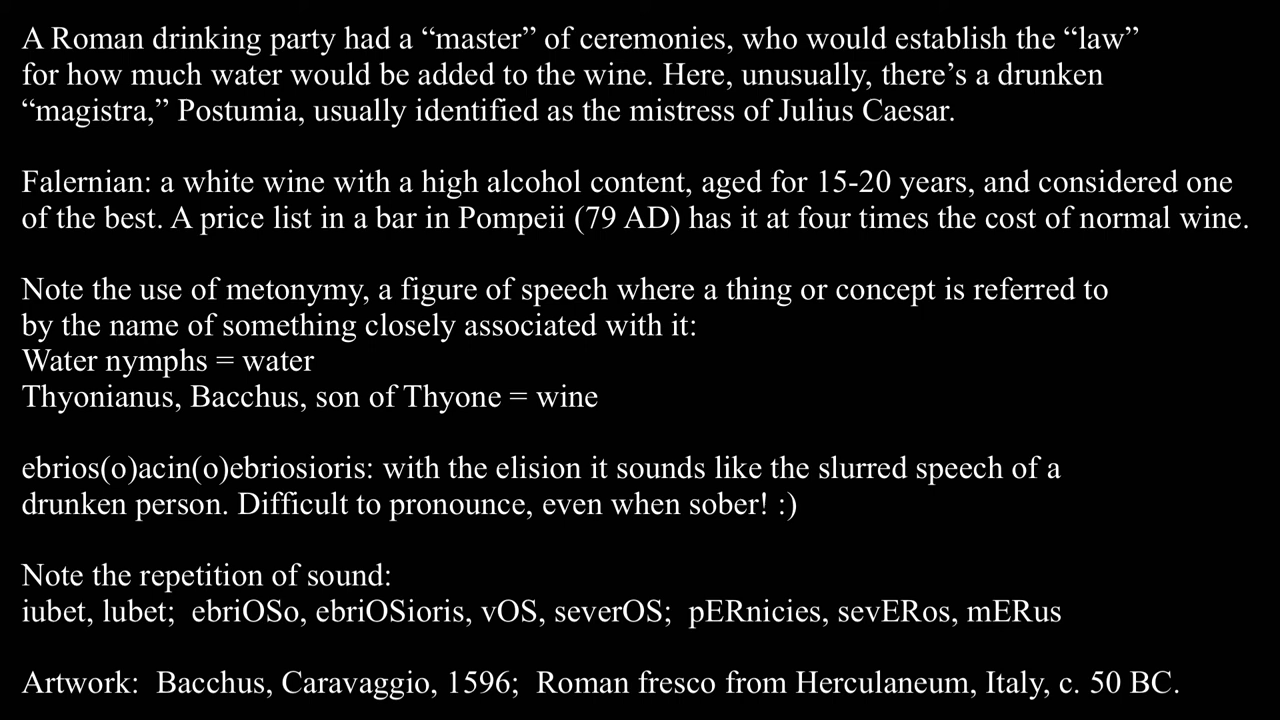 A Roman drinking party had a “master” of ceremonies, who would establish the “law”
for how much water would be added to the wine. Here, unusually, there’s a drunken
“magistra,” Postumia, usually identified as the mistress of Julius Caesar.
Falernian: a white wine with a high alcohol content, aged for 15-20 years, and considered one
of the best. A price list in a bar in Pompeii (79 AD) has it at four times the cost of normal wine.
Note the use of metonymy, a figure of speech where a thing or concept is referred to
by the name of something closely associated with it:
Water nymphs = water
Thyonianus, Bacchus, son of Thyone = wine
ebrios(o)acin(o)ebriosioris: with the elision it sounds like the slurred speech of a
drunken person. Difficult to pronounce, even when sober! :)
Note the repetition of sound:
iubet, lubet;  ebriOSo, ebriOSioris, vOS, severOS;  pERnicies, sevERos, mERus
Artwork:  Bacchus, Caravaggio, 1596;  Roman fresco from Herculaneum, Italy, c. 50 BC.